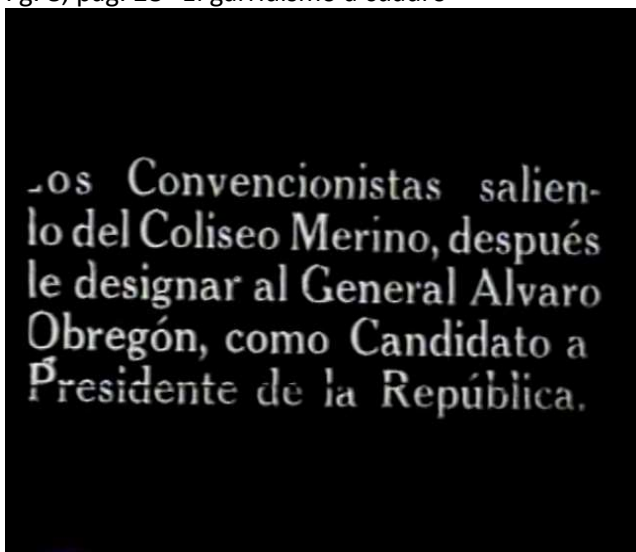 os Convencionistas salien-
lo del Coliseo Merino, después
le designar al General Alvaro
Obregón, como Candidato a
Presidente de la República.